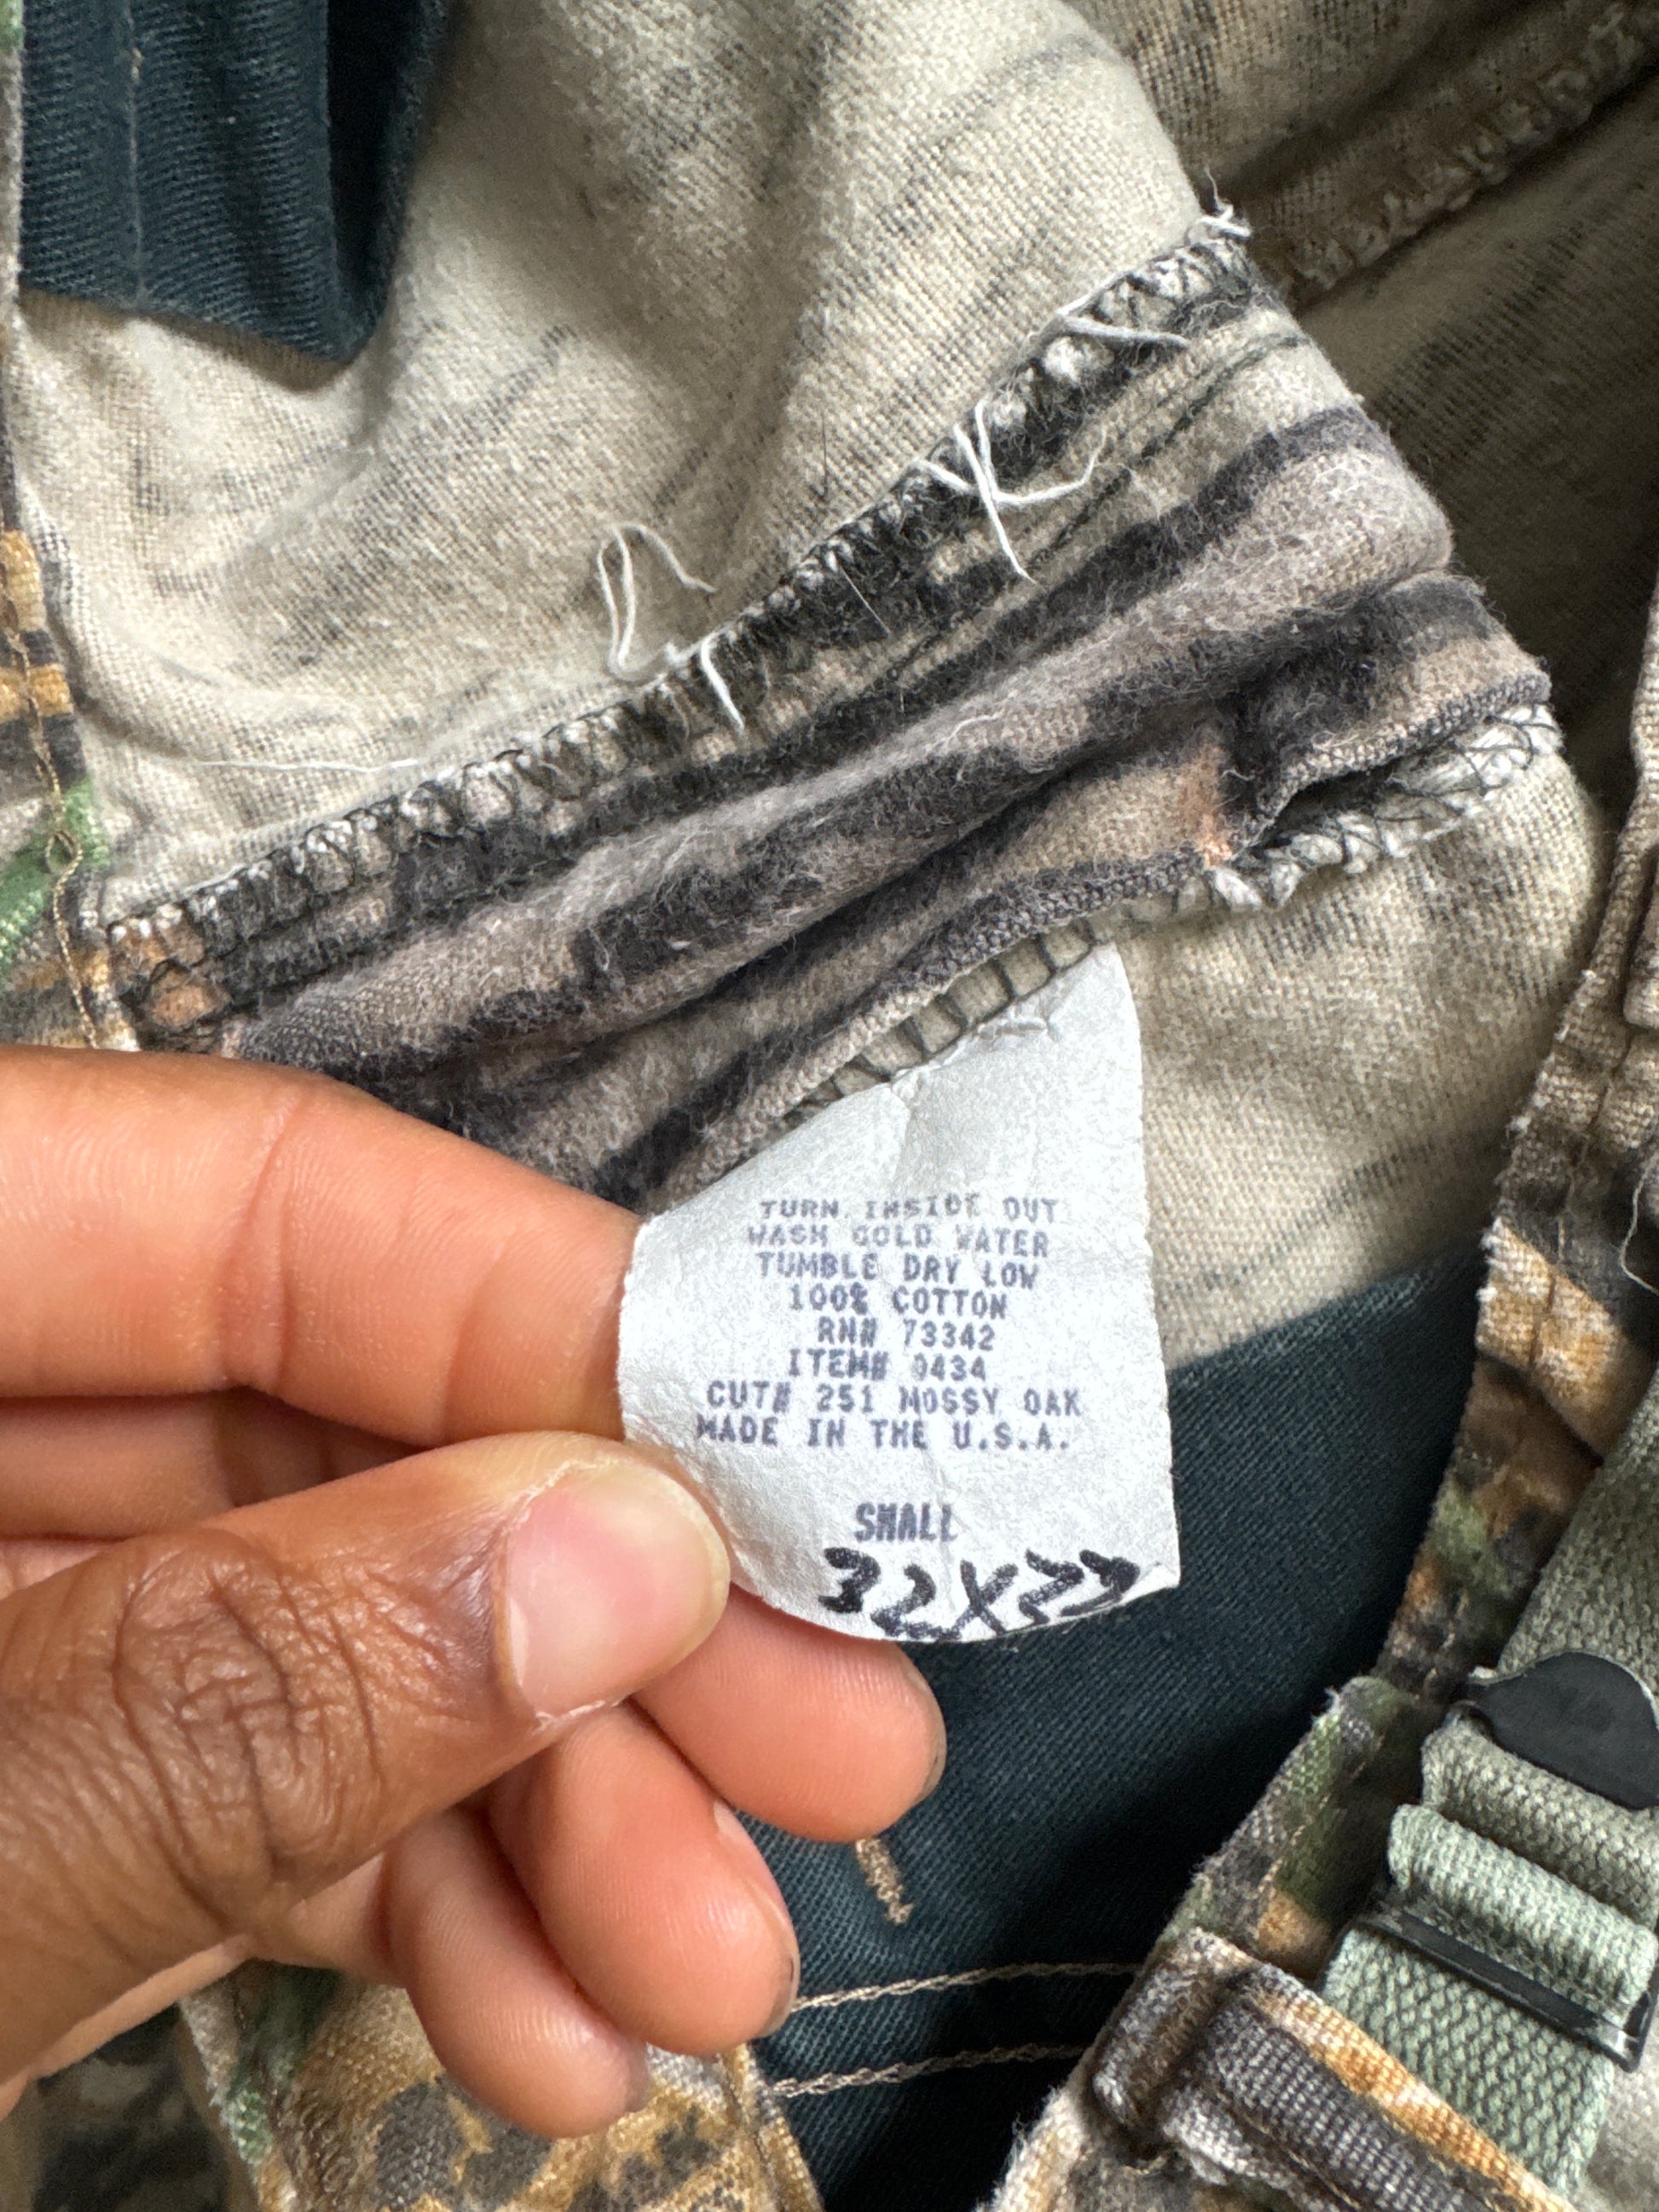 TURN INSIDE OUT
WASH COLD WATER
TUMBLE DRY LOW
100% COTTON
RN# 73342
ITEM# 0434
CUT# 251 MOSSY OAK
MADE IN THE U.S.A.
SMALL